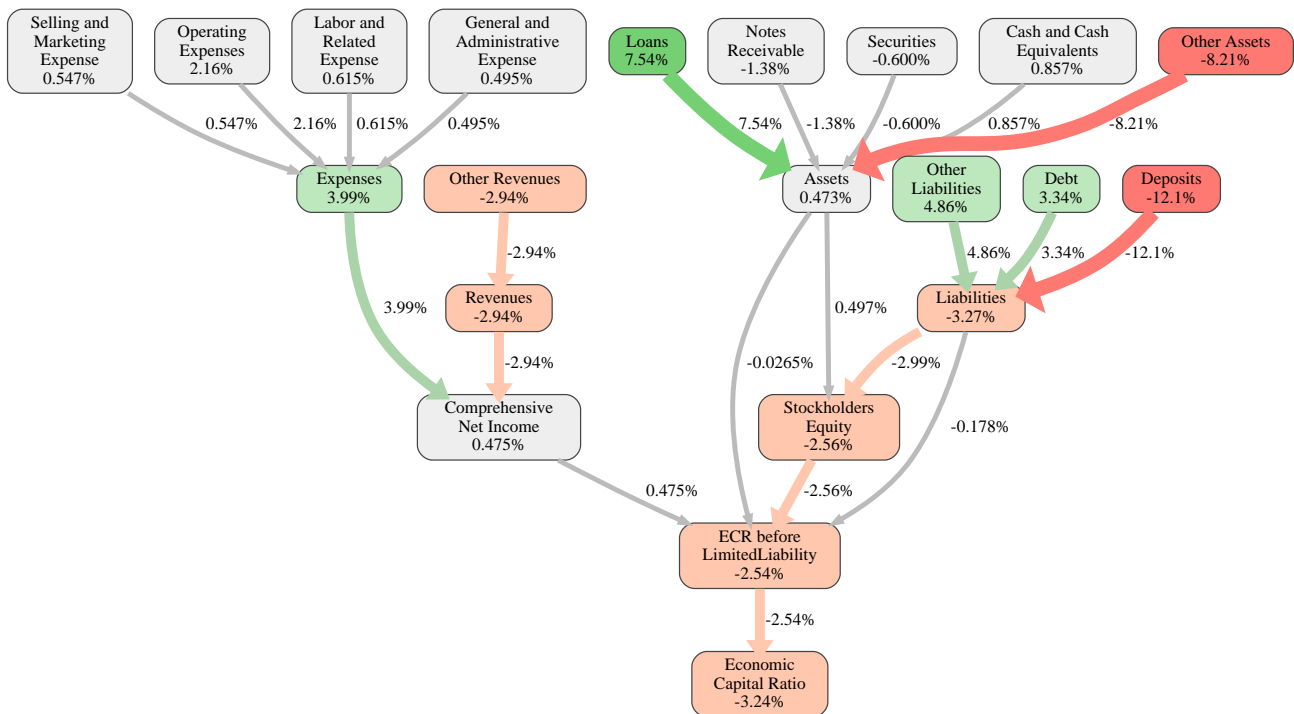 Selling and
Marketing
Expense
0.547%
Operating
Expenses
2.16%
Labor and
Related
Expense
0.615%
General and
Administrative
Expense
0.495%
Loans
7.54%
Notes
Receivable
-1.38%
Securities
-0.600%
Cash and Cash
Equivalents
0.857%
Other Assets
-8.21%
0.547%
2.16%
0.615%
0.495%
7.54%
-1.38%
-0.600%
0.857%
-8.21%
Expenses
3.99%
Other Revenues
-2.94%
Assets
0.473%
Other
Liabilities
4.86%
Debt
3.34%
Deposits
-12.1%
-2.94%
4.86%
3.34%
-12.1%
3.99%
Revenues
-2.94%
0.497%
Liabilities
-3.27%
-2.94%
-0.0265%
-2.99%
Comprehensive
Net Income
0.475%
Stockholders
Equity
-2.56%
-0.178%
0.475%
-2.56%
ECR before
LimitedLiability
-2.54%
-2.54%
Economic
Capital Ratio
-3.24%